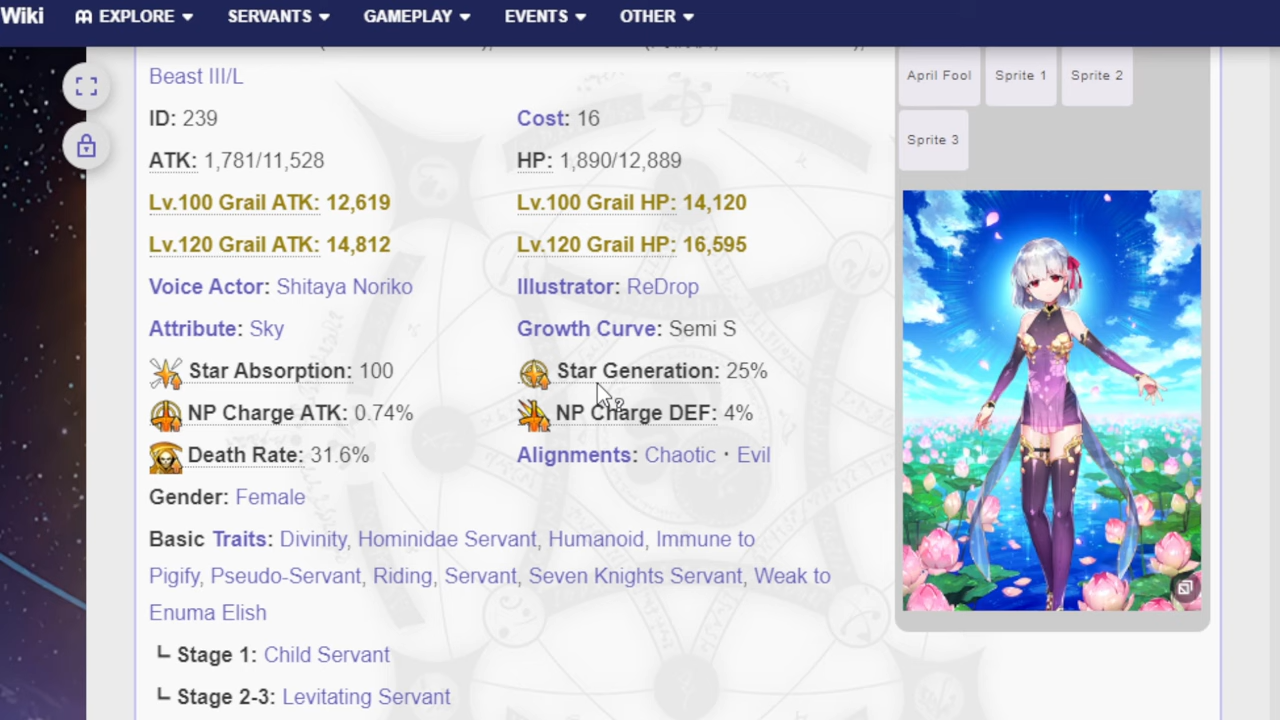 Wiki EXPLORE SERVANTS GAMEPLAY EVENTS OTHER
Beast III/L
ID: 239 Cost: 16
ATK: 1,781/11,528 HP: 1,890/12,889
Lv.100 Grail ATK: 12,619 Lv.100 Grail HP: 14,120
Lv.120 Grail ATK: 14,812 Lv.120 Grail HP: 16,595
Voice Actor: Shitaya Noriko Illustrator: ReDrop
Attribute: Sky Growth Curve: Semi S
Star Absorption: 100 Star Generation: 25%
NP Charge ATK: 0.74% NP Charge DEF: 4%
Death Rate: 31.6% Alignments: Chaotic・Evil
Gender: Female
Basic Traits: Divinity, Hominidae Servant, Humanoid, Immune to
Pigify, Pseudo-Servant, Riding, Servant, Seven Knights Servant, Weak to
Enuma Elish
┗ Stage 1: Child Servant
┗ Stage 2-3: Levitating Servant
April Fool Sprite 1 Sprite 2
Sprite 3